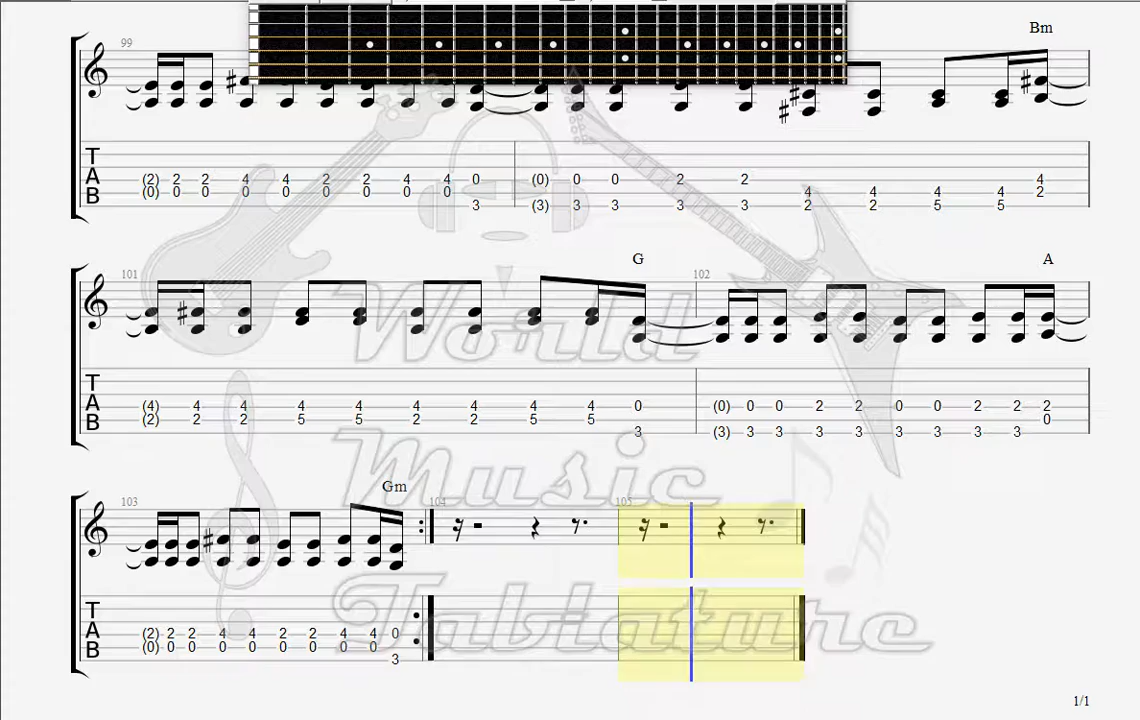 Bm
99
T (2) 2 2 4 4 2 2 4 4 0 (0) 0 0 2 2
A (0) 0 0 0 0 0 0 0 0 4 4 4 4 4 2
B 3 (3) 3 3 3 3 2 2 5 5
101 G 102 A
T
A (4) 4 4 4 4 4 4 4 4 0 (0) 0 0 2 2 0 0 2 2 2
B (2) 2 2 5 5 2 2 5 5 0
3 (3) 3 3 3 3 3 3 3 3
World
Music
Tablature
103 Gm 104 105
T
A (2) 2 2 4 4 2 2 4 4 0
B (0) 0 0 0 0 0 0 0 0
3
1/1